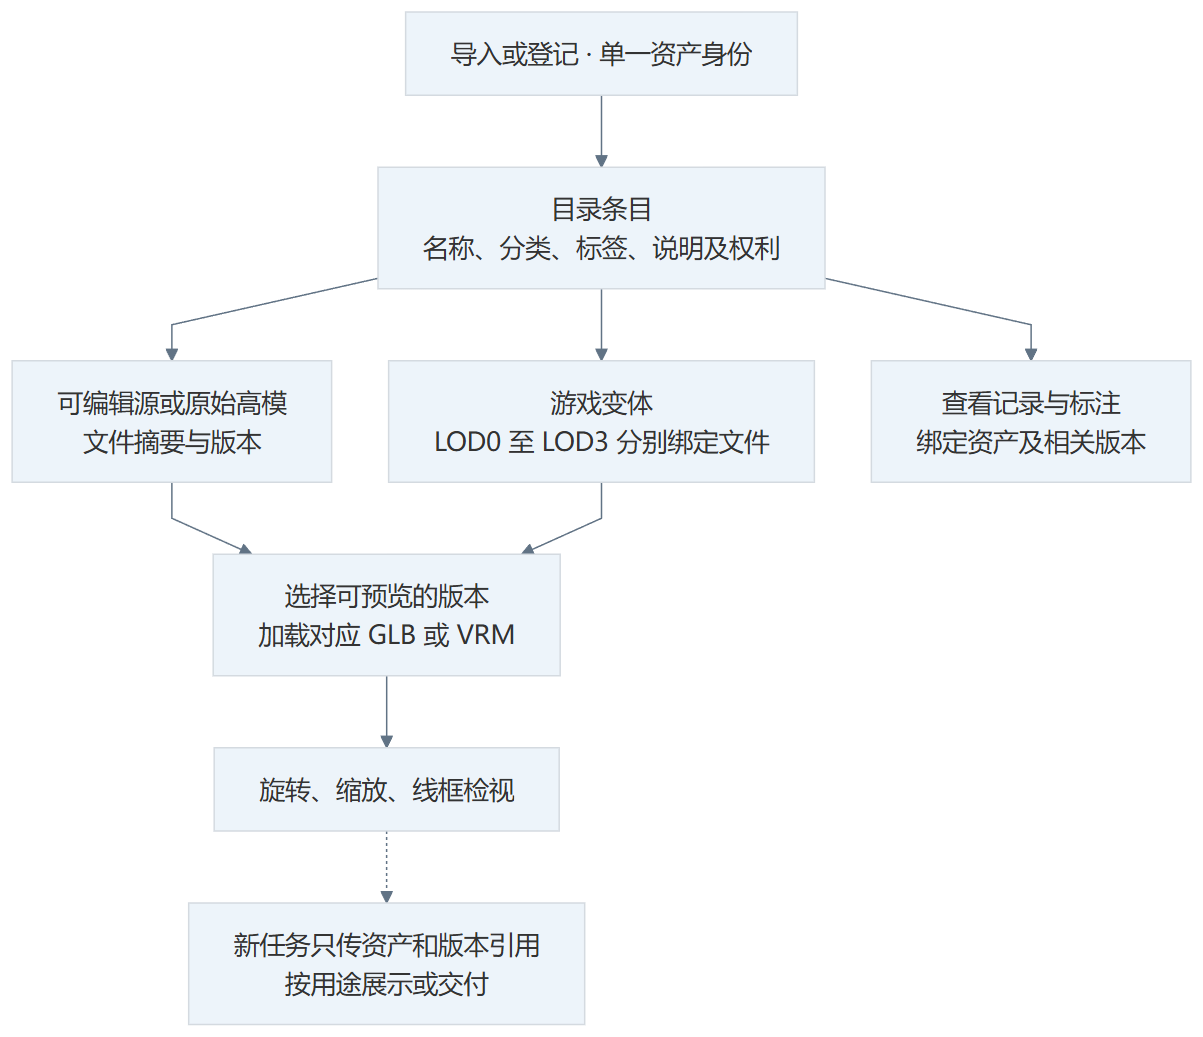 导入或登记 · 单一资产身份
目录条目
名称、分类、标签、说明及权利
可编辑源或原始高模
文件摘要与版本
游戏变体
LOD0 至 LOD3 分别绑定文件
查看记录与标注
绑定资产及相关版本
选择可预览的版本
加载对应 GLB 或 VRM
旋转、缩放、线框检视
新任务只传资产和版本引用
按用途展示或交付